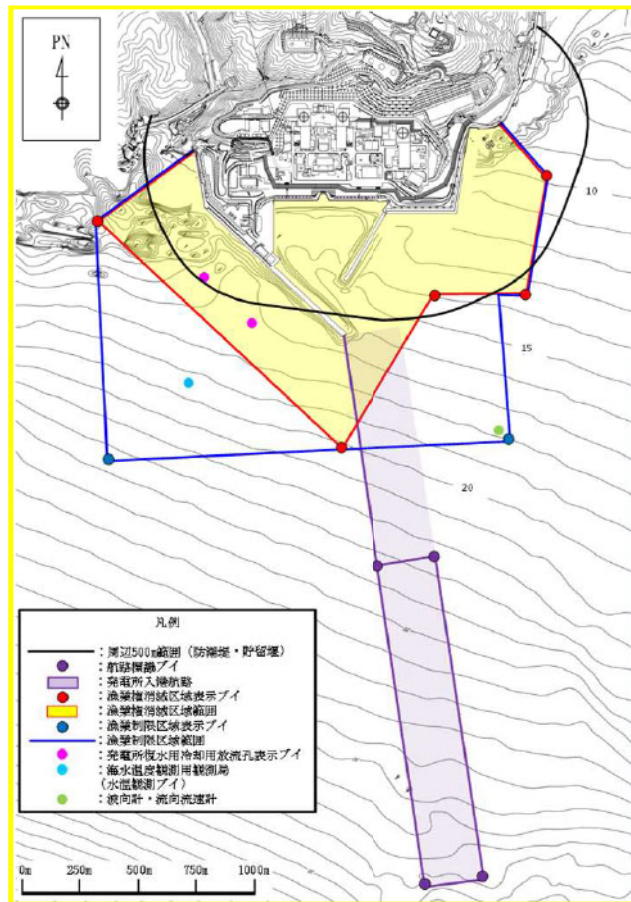 PN
10
15
20
凡例
：周辺500m範囲（防潮堤・貯留堰）
：航路標識ブイ
：発電所入港航路
：漁業権消滅区域表示ブイ
：漁業権消滅区域範囲
：漁業制限区域表示ブイ
：漁業制限区域範囲
：発電所復水用冷却用放流孔表示ブイ
：海水温度観測用観測局
（水温観測ブイ）
：波向計・流向流速計
0m 250m 500m 750m 1000m